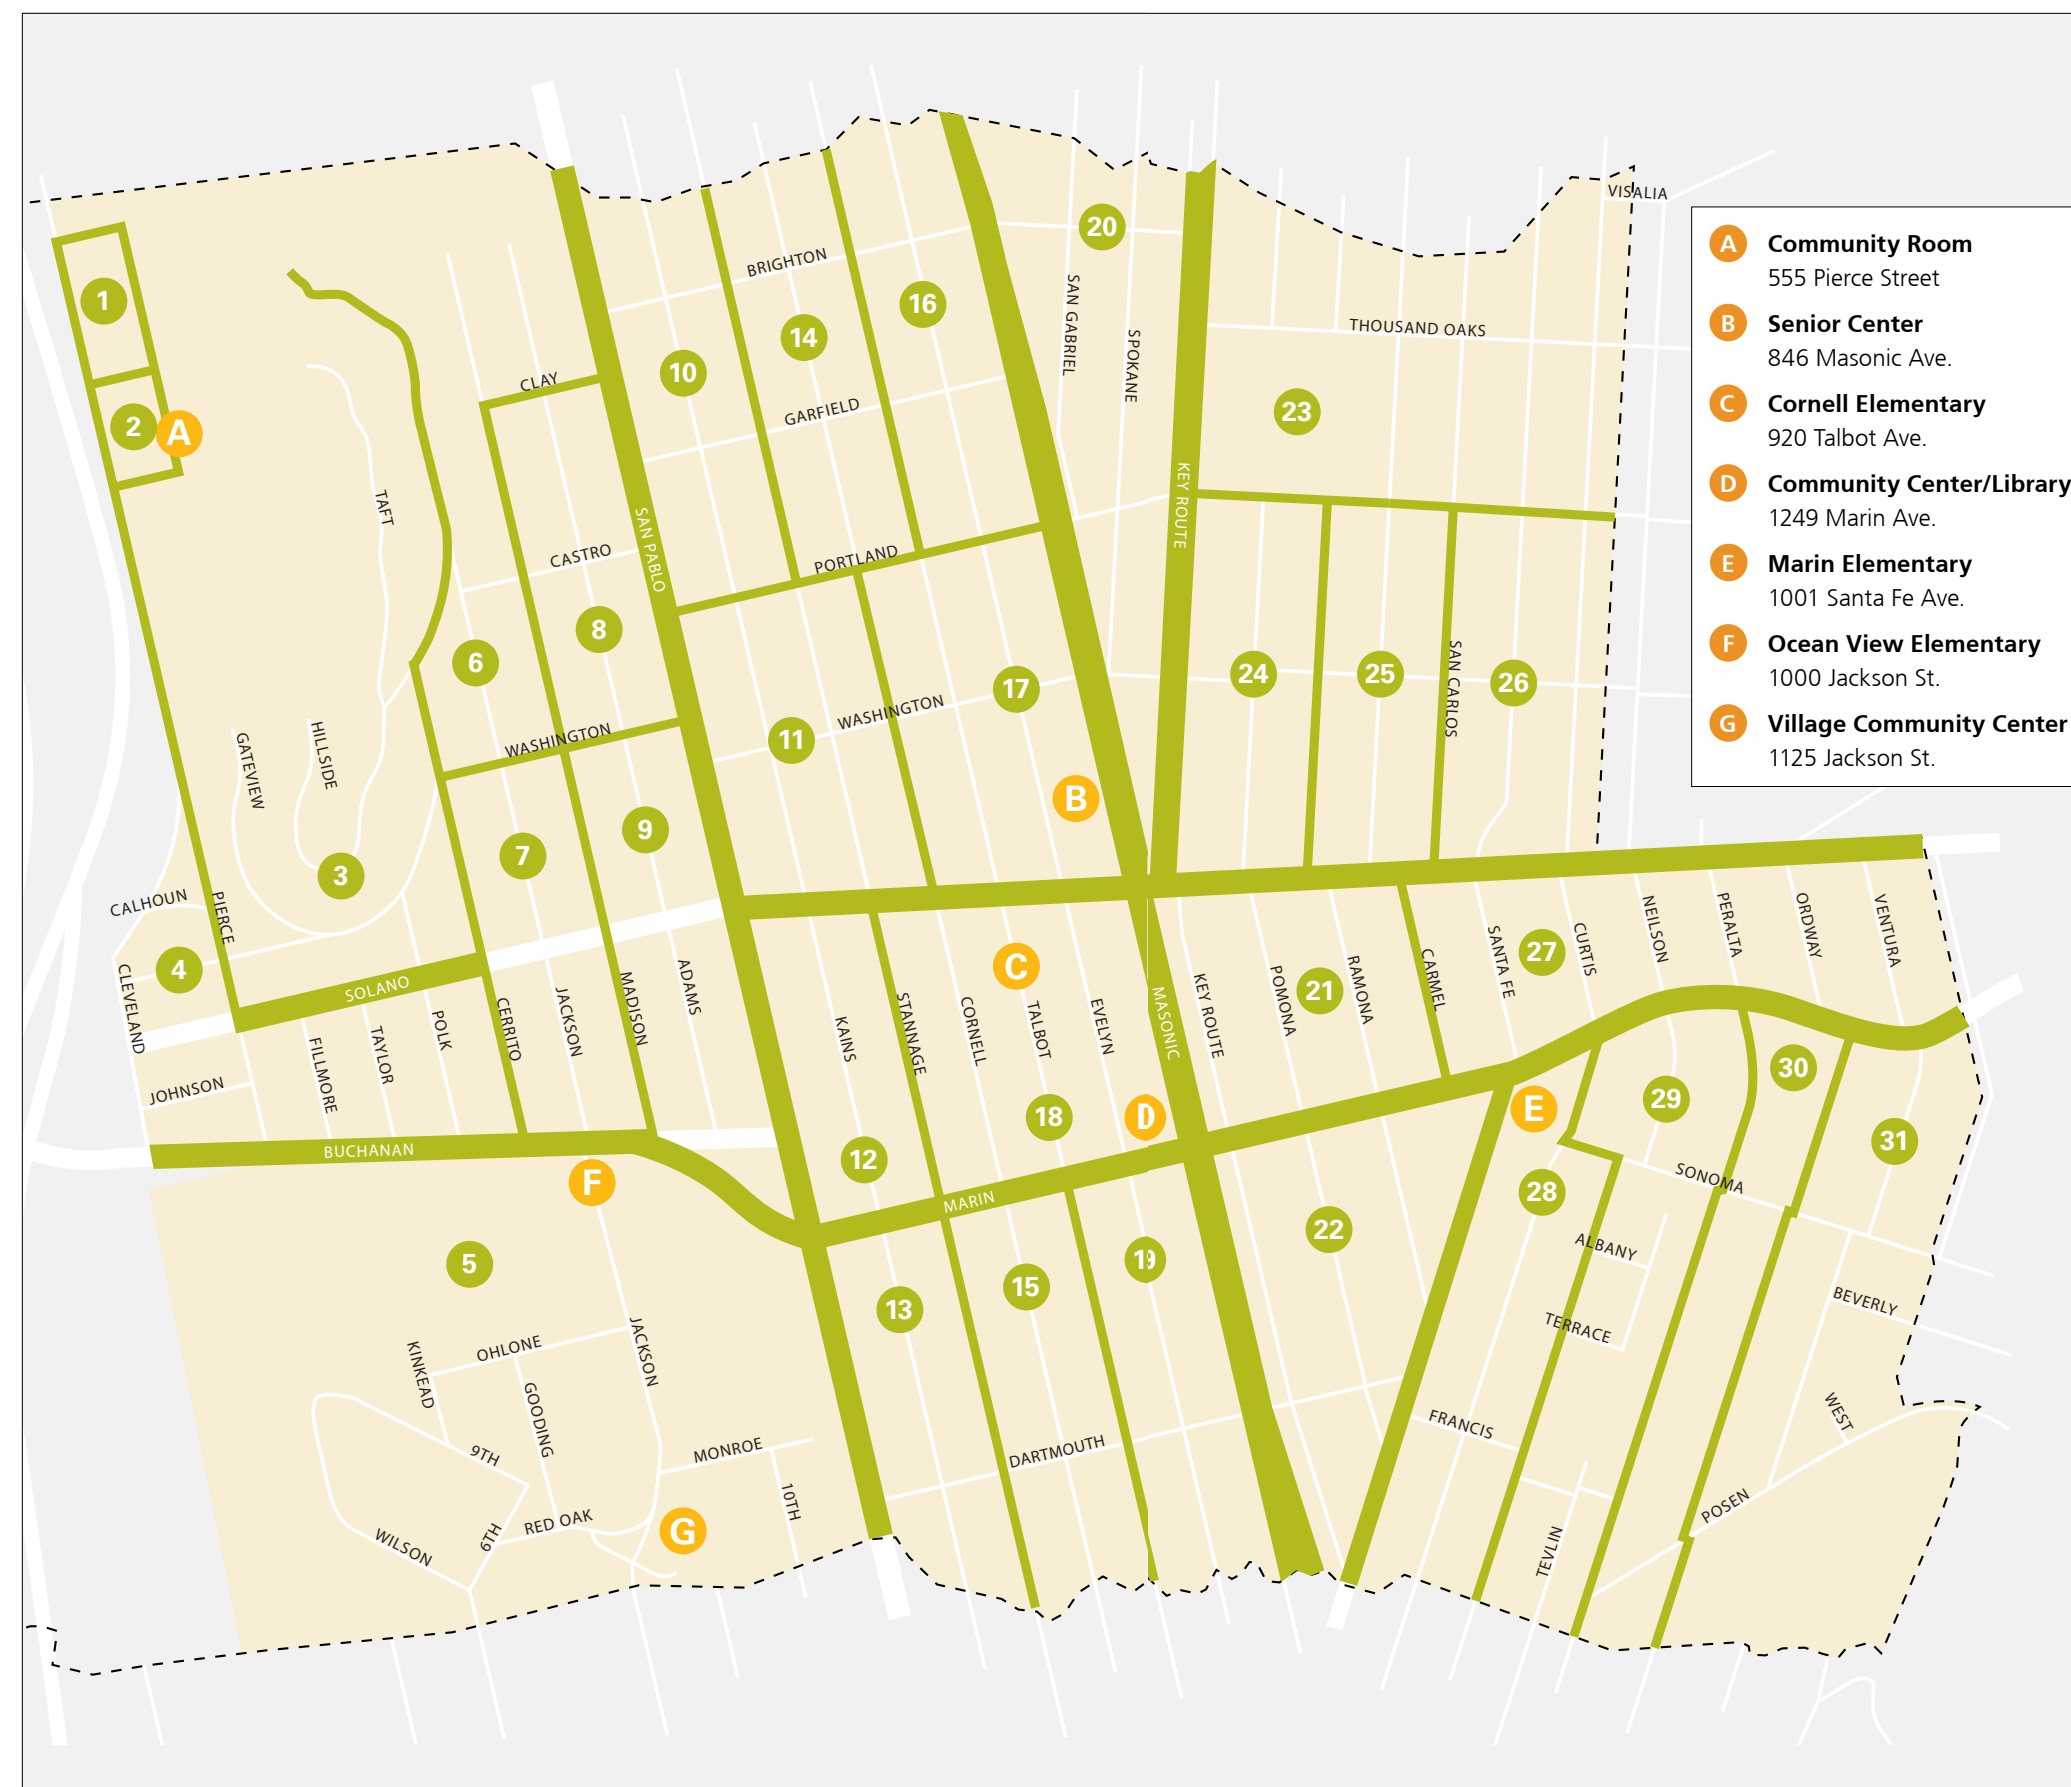 VISALIA
A Community Room
555 Pierce Street
B Senior Center
846 Masonic Ave.
C Cornell Elementary
920 Talbot Ave.
D Community Center/Library
1249 Marin Ave.
E Marin Elementary
1001 Santa Fe Ave.
F Ocean View Elementary
1000 Jackson St.
G Village Community Center
1125 Jackson St.
20
BRIGHTON
1
16
SAN GABRIEL
THOUSAND OAKS
14
SPOKANE
10
CLAY
GARFIELD
23
2
A
TAFT
KEY ROUTE
SAN PABLO
CASTRO
PORTLAND
8
6
24
25
26
SAN CARLOS
17
WASHINGTON
11
WASHINGTON
GATEVIEW
HILLSIDE
B
9
7
3
CALHOUN
PIERCE
NEILSON
PERALTA
ORDWAY
VENTURA
SANTA FE
27
CURTIS
4
C
CLEVELAND
SOLANO
21
CARMEL
RAMONA
POMONA
KEY ROUTE
MASONIC
EVELYN
TALBOT
CORNELL
STANNAGE
KAINS
ADAMS
MADISON
JACKSON
CERRITO
POLK
TAYLOR
FILLMORE
JOHNSON
30
29
E
18
D
31
BUCHANAN
12
F
SONOMA
28
MARIN
22
ALBANY
5
19
15
13
BEVERLY
TERRACE
OHLONE
KINKEAD
JACKSON
GOODING
WEST
FRANCIS
DARTMOUTH
MONROE
9TH
10TH
POSEN
RED OAK
6TH
WILSON
G
TEVLIN